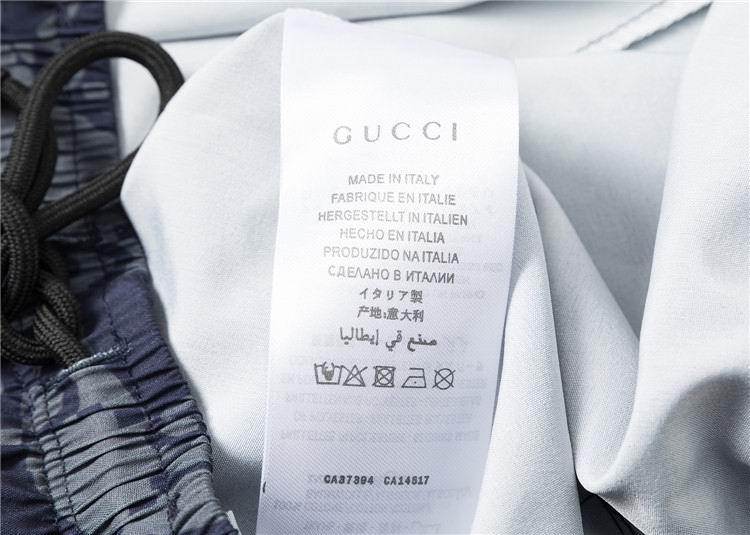 GUCCI
MADE IN ITALY
FABRIQUE EN ITALIE
HERGESTELLT IN ITALIEN
HECHO EN ITALIA
PRODUZIDO NA ITALIA
СДЕЛАНО В ИТАЛИИ
イタリア製
产地:意大利
صنع في إيطاليا
CA37394 CA14517